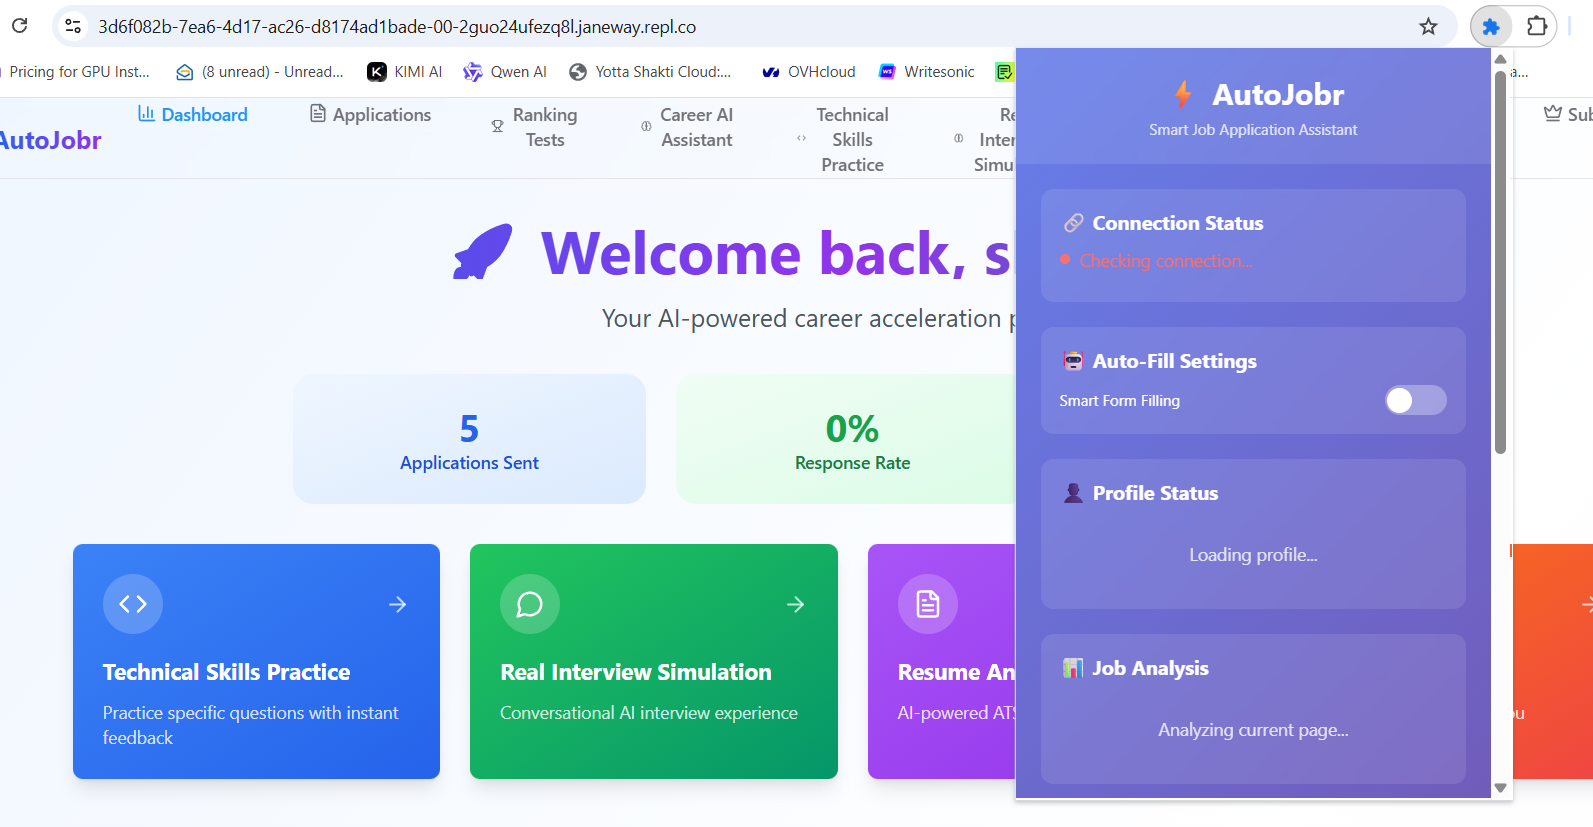 3d6f082b-7ea6-4d17-ac26-d8174ad1bade-00-2guo24ufezq8l.janeway.repl.co
Pricing for GPU Inst...
(8 unread) - Unread...
KIMI AI
Qwen AI
Yotta Shakti Cloud:...
OVHcloud
Writesonic
a...
AutoJobr
Dashboard
Applications
Ranking
Tests
Career AI
Assistant
Technical
Skills
Practice
Re
Inter
Simu
Sub
Welcome back, s
Your AI-powered career acceleration p
5
Applications Sent
0%
Response Rate
Technical Skills Practice
Practice specific questions with instant
feedback
Real Interview Simulation
Conversational AI interview experience
Resume An
AI-powered ATS
ou
AutoJobr
Smart Job Application Assistant
Connection Status
Checking connection...
Auto-Fill Settings
Smart Form Filling
Profile Status
Loading profile...
Job Analysis
Analyzing current page...